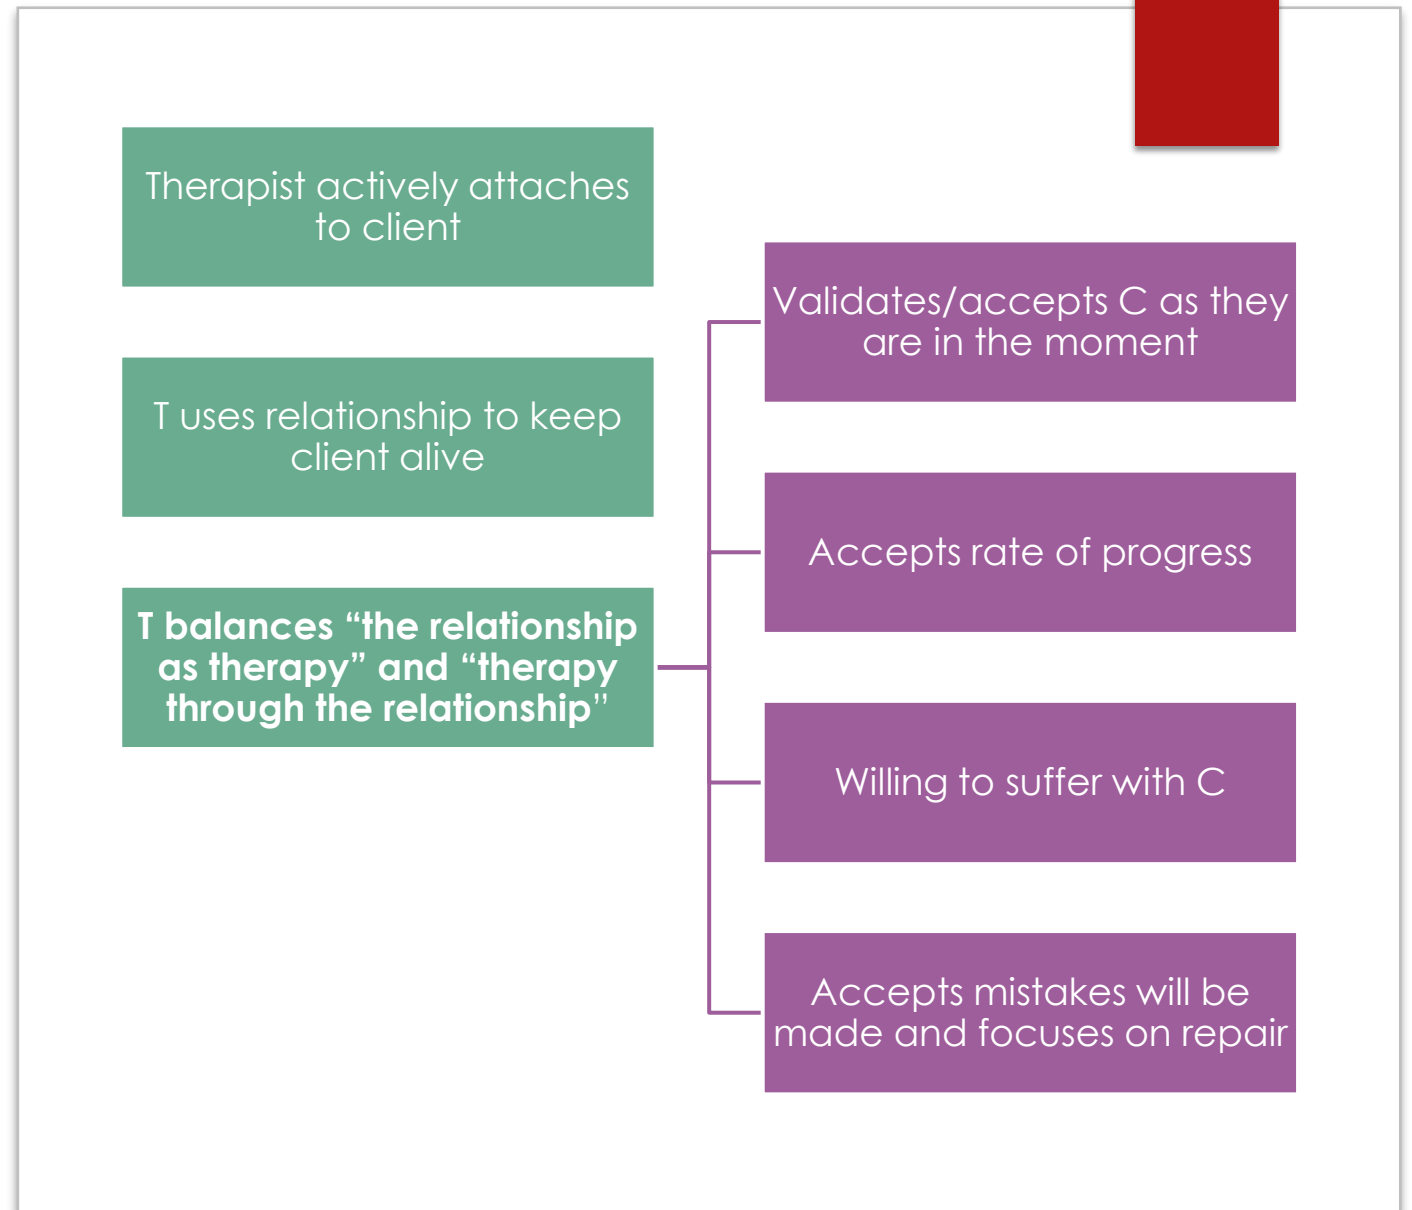 Therapist actively attaches
to client
T uses relationship to keep
client alive
T balances “the relationship
as therapy” and “therapy
through the relationship”
Validates/accepts C as they
are in the moment
Accepts rate of progress
Willing to suffer with C
Accepts mistakes will be
made and focuses on repair